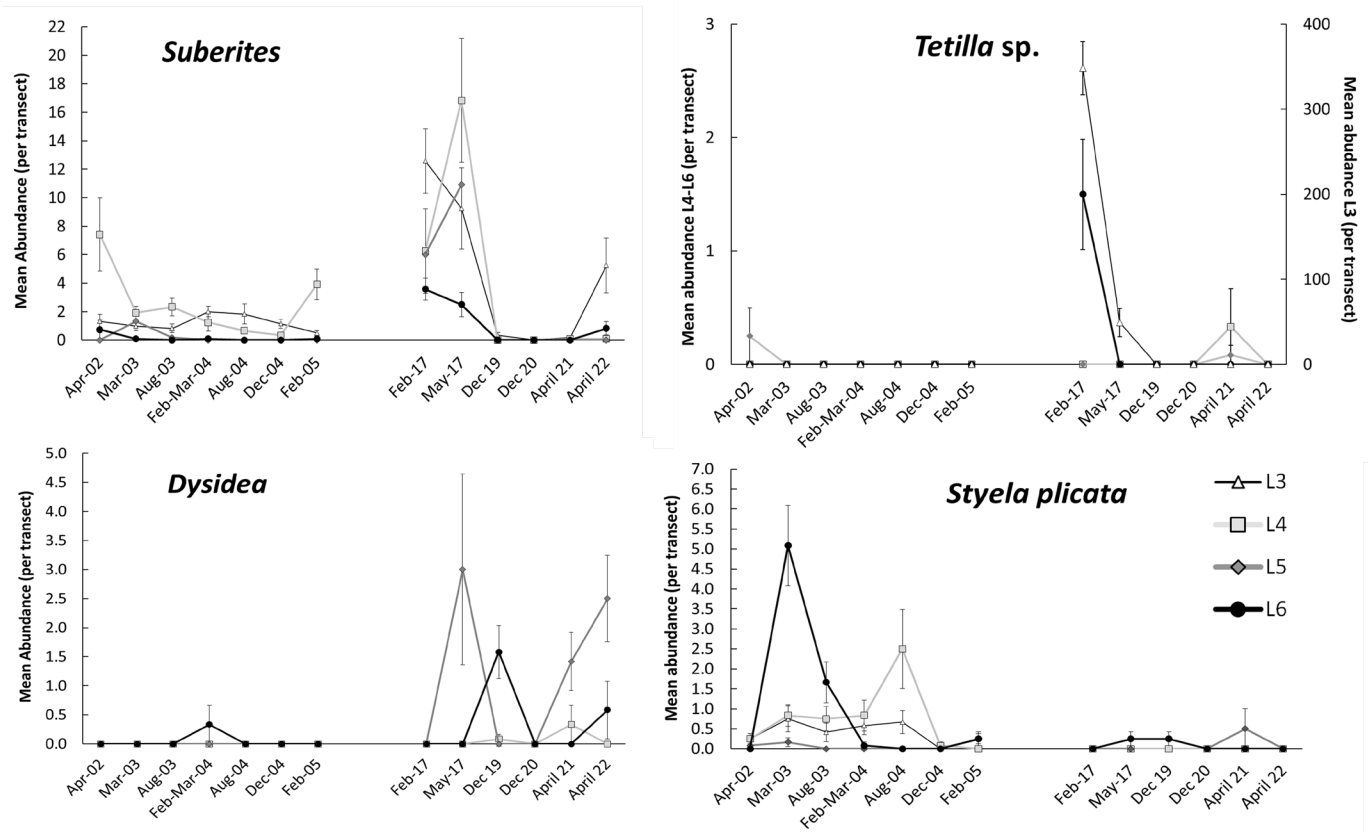 Suberites
Mean Abundance (per transect)
22
20
18
16
14
12
10
8
6
4
2
0
Apr-02
Mar-03
Aug-03
Feb-Mar-04
Aug-04
Dec-04
Feb-05
Feb-17
May-17
Dec 19
Dec 20
April 21
April 22
Tetilla sp.
Mean abundance L4-L6 (per transect)
3
2
1
0
Mean abudance L3 (per transect)
400
300
200
100
0
Apr-02
Mar-03
Aug-03
Feb-Mar-04
Aug-04
Dec-04
Feb-05
Feb-17
May-17
Dec 19
Dec 20
April 21
April 22
Dysidea
Mean Abundance (per transect)
5.0
4.5
4.0
3.5
3.0
2.5
2.0
1.5
1.0
0.5
0.0
Apr-02
Mar-03
Aug-03
Feb-Mar-04
Aug-04
Dec-04
Feb-05
Feb-17
May-17
Dec 19
Dec 20
April 21
April 22
Styela plicata
Mean abundance (per transect)
7.0
6.5
6.0
5.5
5.0
4.5
4.0
3.5
3.0
2.5
2.0
1.5
1.0
0.5
0.0
Apr-02
Mar-03
Aug-03
Feb-Mar-04
Aug-04
Dec-04
Feb-05
Feb-17
May-17
Dec 19
Dec 20
April 21
April 22
L3
L4
L5
L6